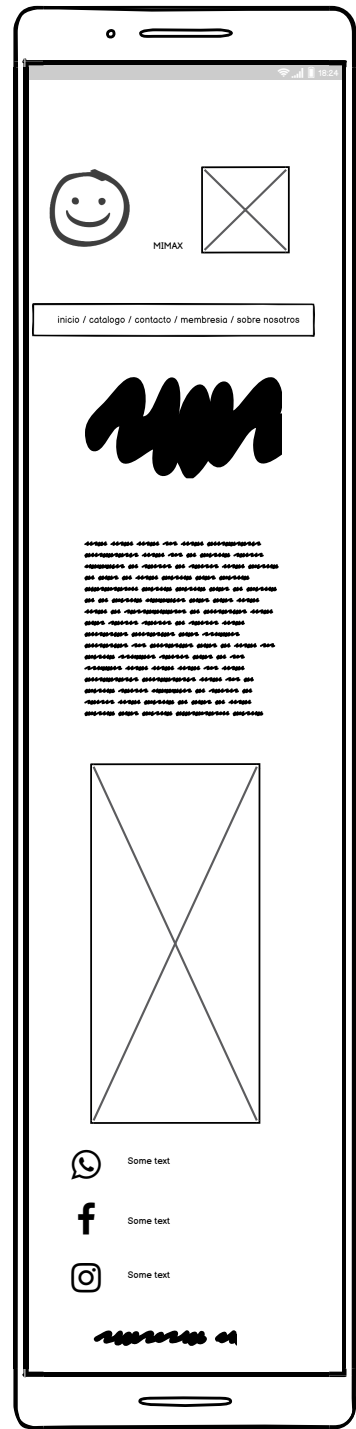 18:24
MIMAX
inicio / catalogo / contacto / membresia / sobre nosotros
Some text
Some text
Some text